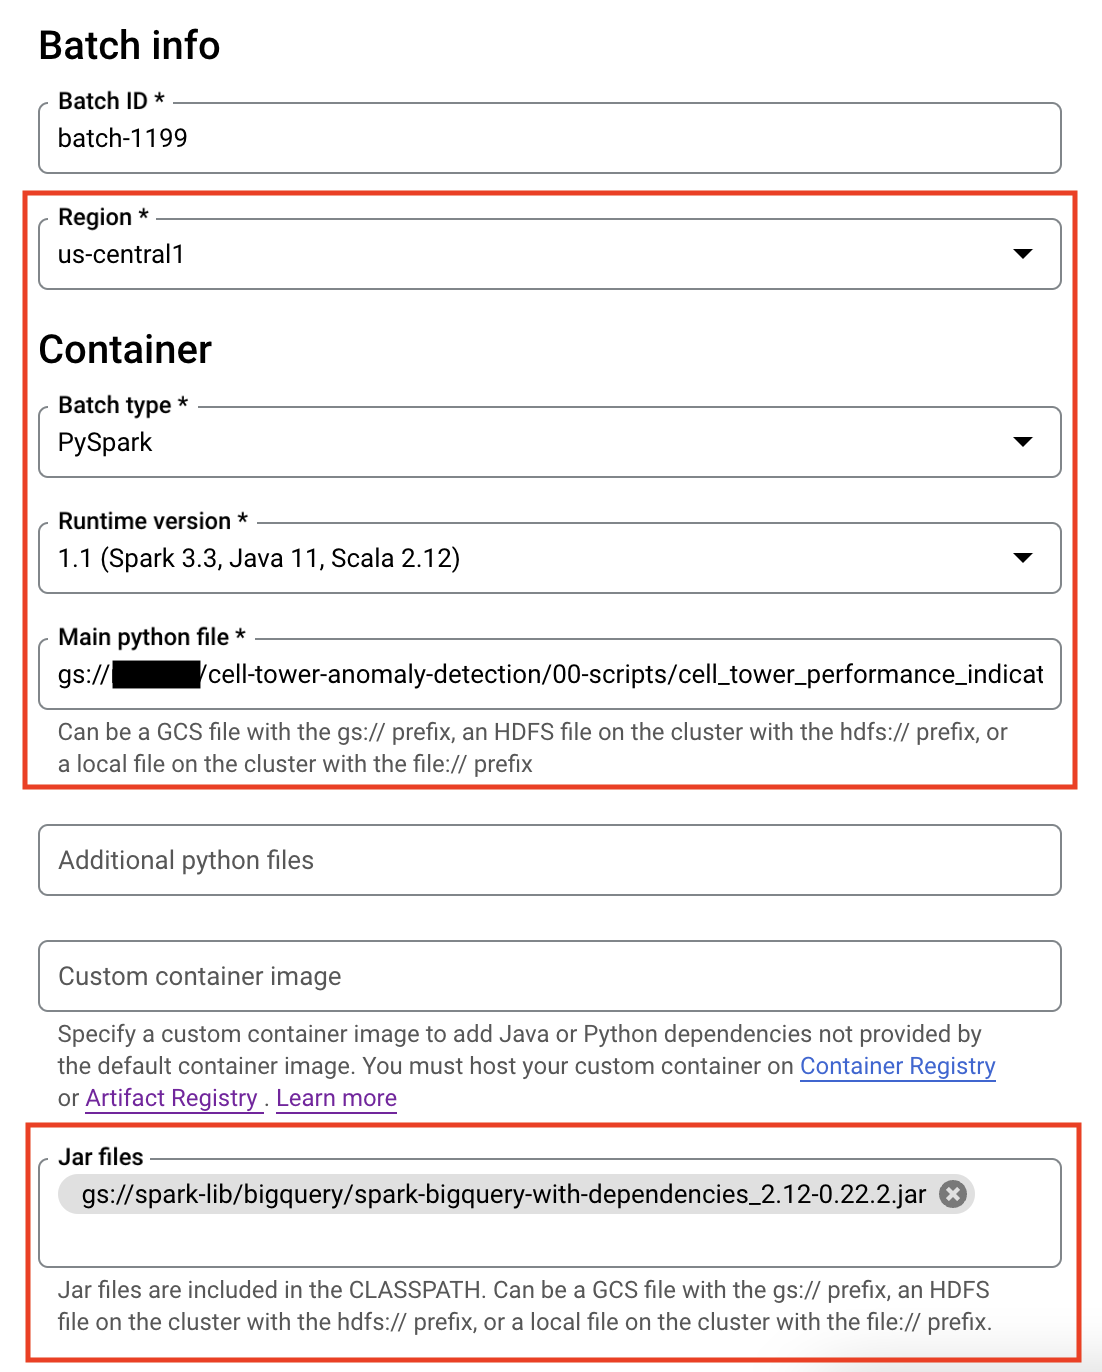 Batch info
Batch ID *
batch-1199
Region *
us-central1
Container
Batch type *
PySpark
Runtime version *
1.1 (Spark 3.3, Java 11, Scala 2.12)
Main python file *
gs:// /cell-tower-anomaly-detection/00-scripts/cell_tower_performance_indicat
Can be a GCS file with the gs:// prefix, an HDFS file on the cluster with the hdfs:// prefix, or
a local file on the cluster with the file:// prefix
Additional python files
Custom container image
Specify a custom container image to add Java or Python dependencies not provided by
the default container image. You must host your custom container on Container Registry
or Artifact Registry . Learn more
Jar files
gs://spark-lib/bigquery/spark-bigquery-with-dependencies_2.12-0.22.2.jar
Jar files are included in the CLASSPATH. Can be a GCS file with the gs:// prefix, an HDFS
file on the cluster with the hdfs:// prefix, or a local file on the cluster with the file:// prefix.